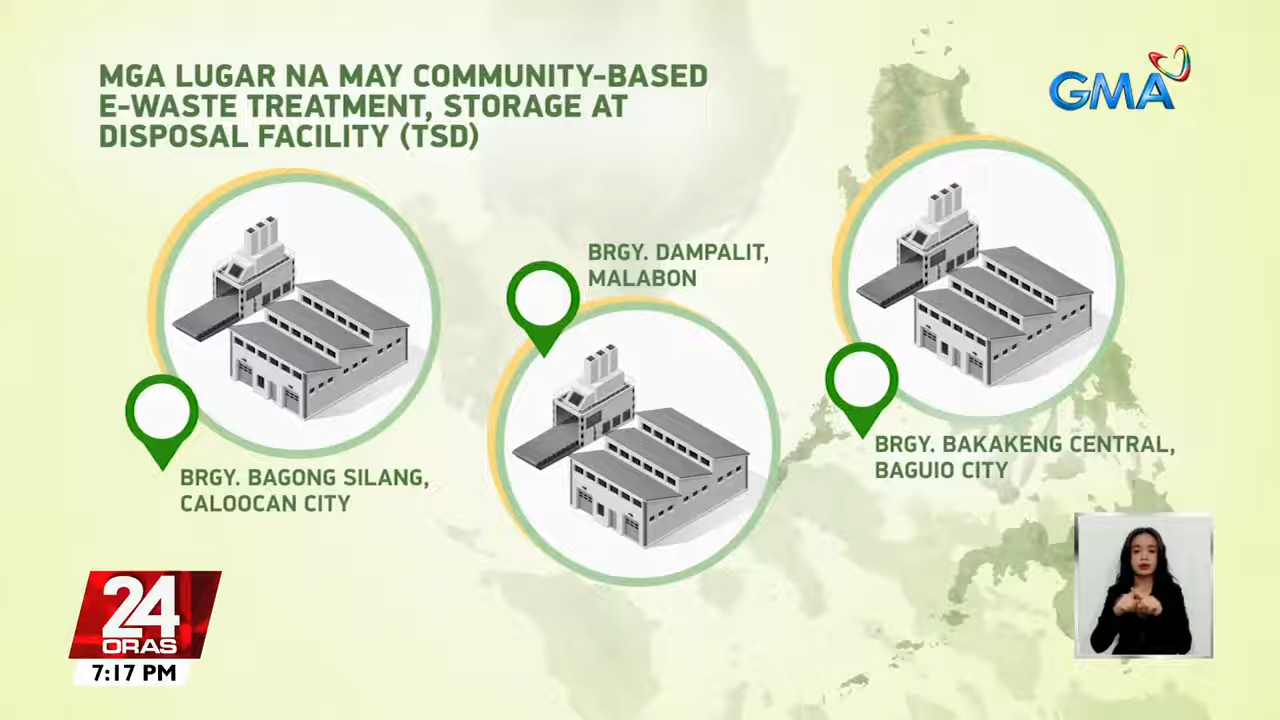 MGA LUGAR NA MAY COMMUNITY-BASED
E-WASTE TREATMENT, STORAGE AT
DISPOSAL FACILITY (TSD)
GMA
BRGY. DAMPALIT,
MALABON
BRGY. BAGONG SILANG,
CALOOCAN CITY
BRGY. BAKAKENG CENTRAL,
BAGUIO CITY
24
ORAS
7:17 PM